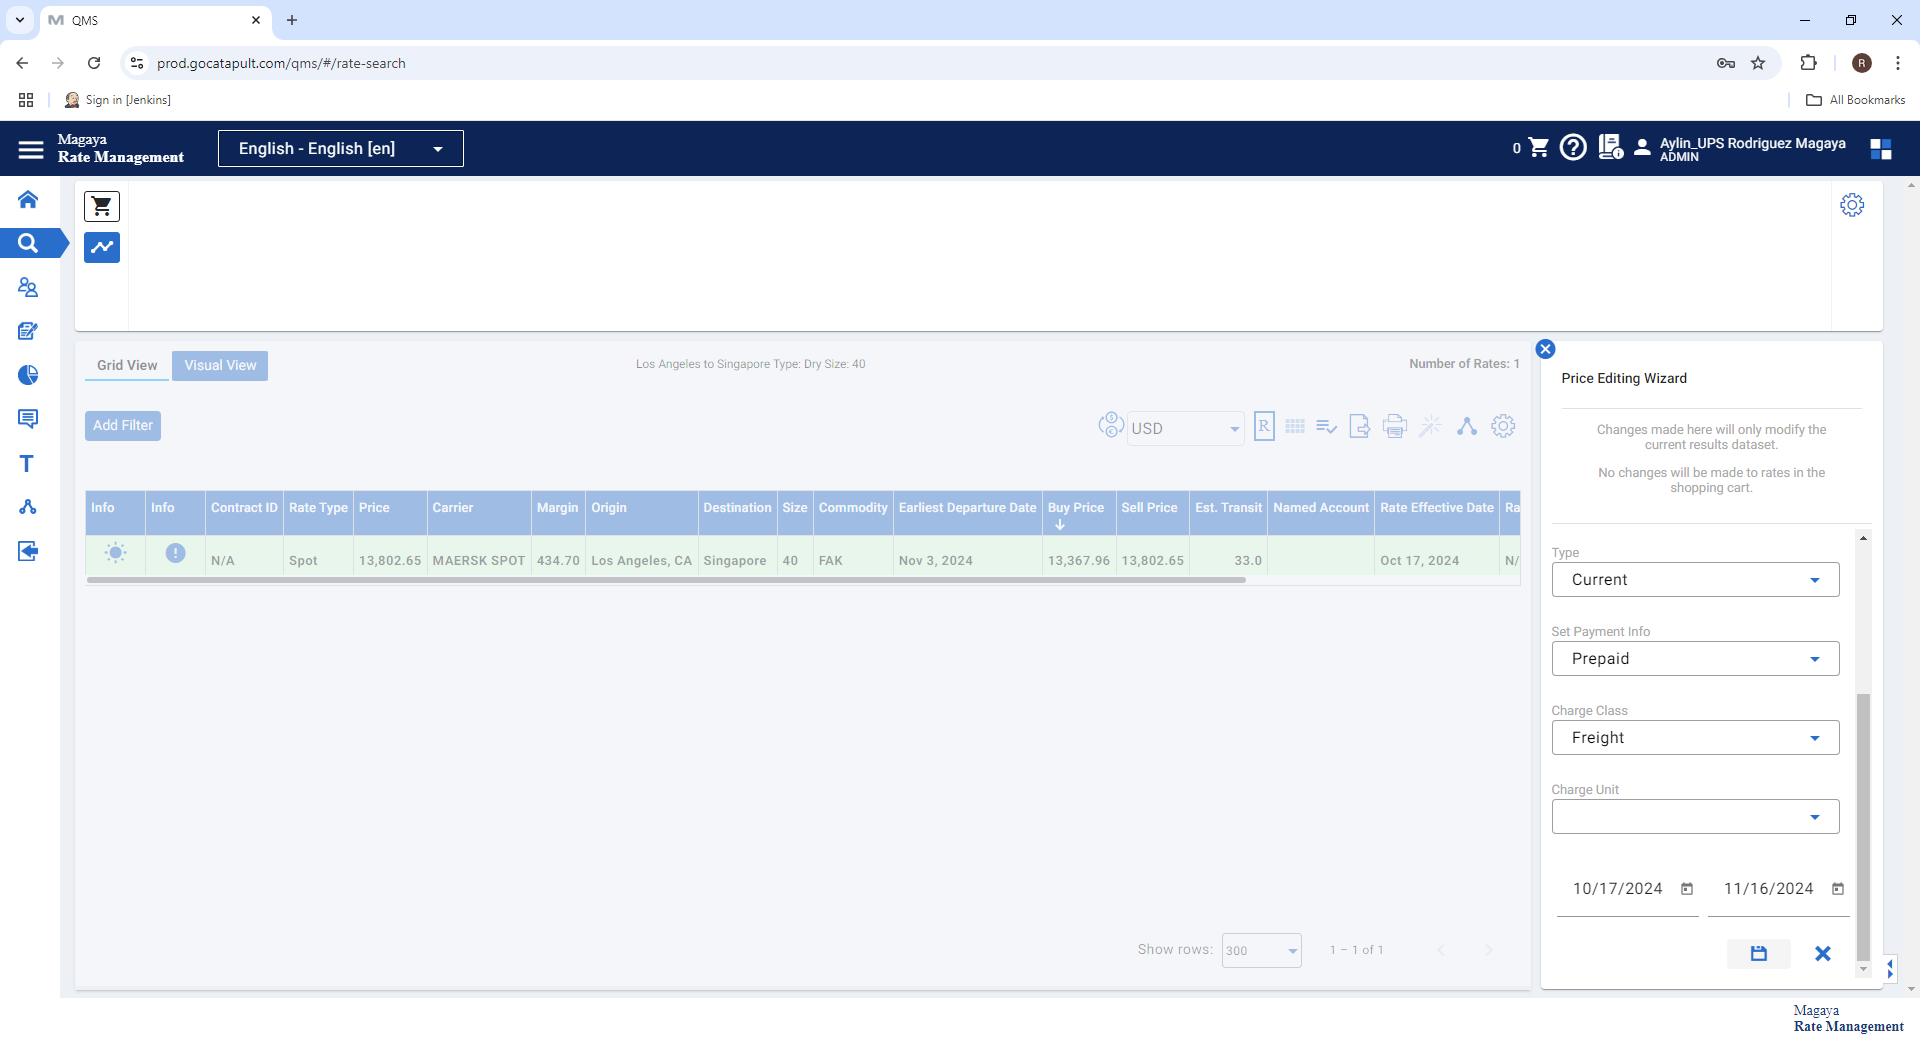 QMS
prod.gocatapult.com/qms/#/rate-search
R
Sign in [Jenkins]
All Bookmarks
Magaya
Rate Management
English - English [en]
0
Aylin_UPS Rodriguez Magaya
ADMIN
Grid View
Visual View
Los Angeles to Singapore Type: Dry Size: 40
Number of Rates: 1
Add Filter
USD
R
Info Info Contract ID Rate Type Price Carrier Margin Origin Destination Size Commodity Earliest Departure Date Buy Price Sell Price Est. Transit Named Account Rate Effective Date Ra
N/A Spot 13,802.65 MAERSK SPOT 434.70 Los Angeles, CA Singapore 40 FAK Nov 3, 2024 13,367.96 13,802.65 33.0 Oct 17, 2024 N/
Show rows: 300 1 – 1 of 1
Price Editing Wizard
Changes made here will only modify the
current results dataset.
No changes will be made to rates in the
shopping cart.
Type
Current
Set Payment Info
Prepaid
Charge Class
Freight
Charge Unit
10/17/2024 11/16/2024
T
Magaya
Rate Management